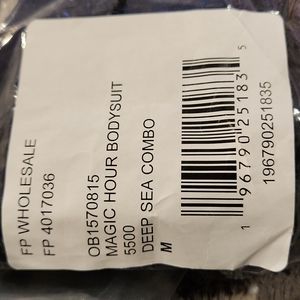 FP WHOLESALE
FP 4017036
OB1570815
MAGIC HOUR BODYSUIT
5500
DEEP SEA COMBO
M
1 96790 25183 5
196790251835